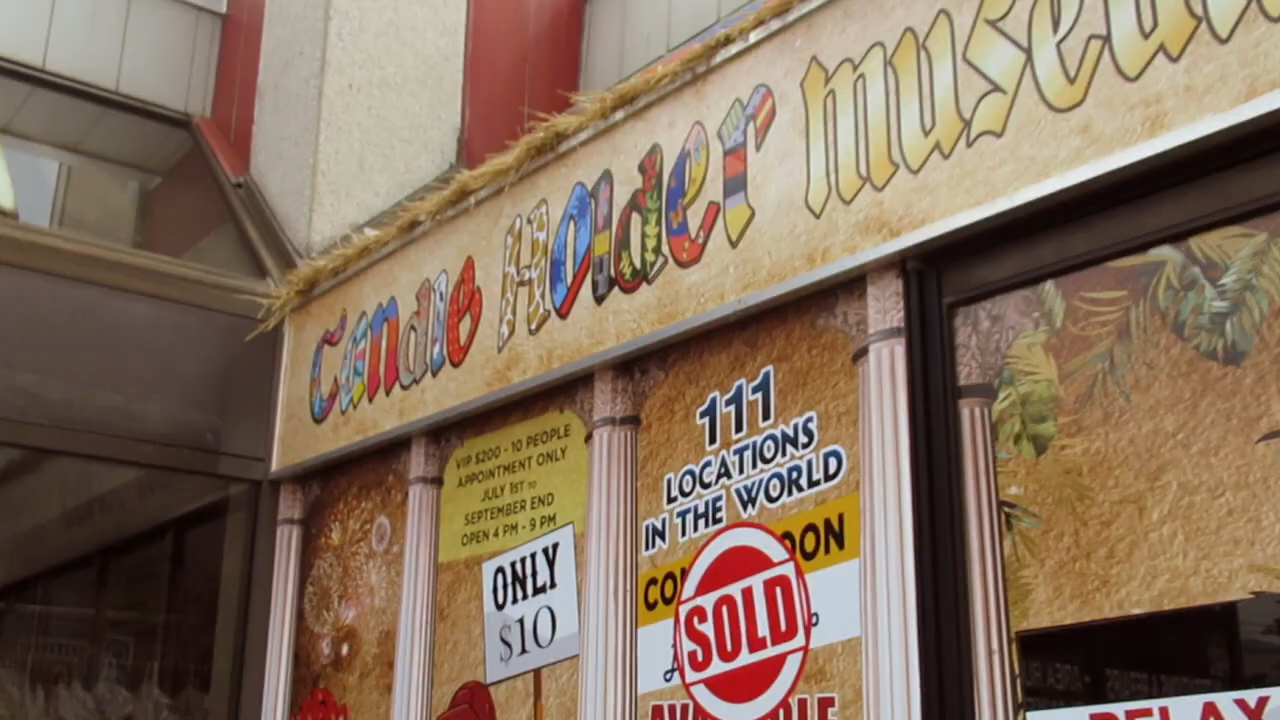 Candle Holder museum
VIP $200 - 10 PEOPLE
APPOINTMENT ONLY
JULY 1ST TO
SEPTEMBER END
OPEN 4 PM - 9 PM
ONLY
$10
111
LOCATIONS
IN THE WORLD
SOLD
RELAX